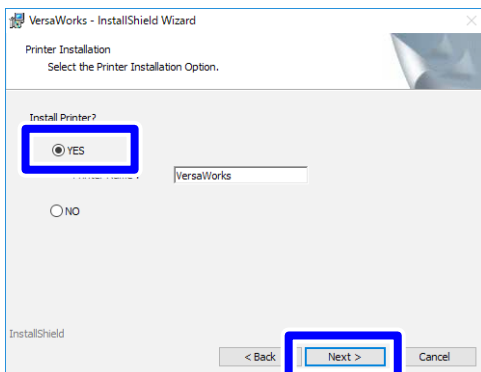 VersaWorks - InstallShield Wizard
Printer Installation
Select the Printer Installation Option.
Install Printer?
YES
VersaWorks
NO
InstallShield
< Back
Next >
Cancel